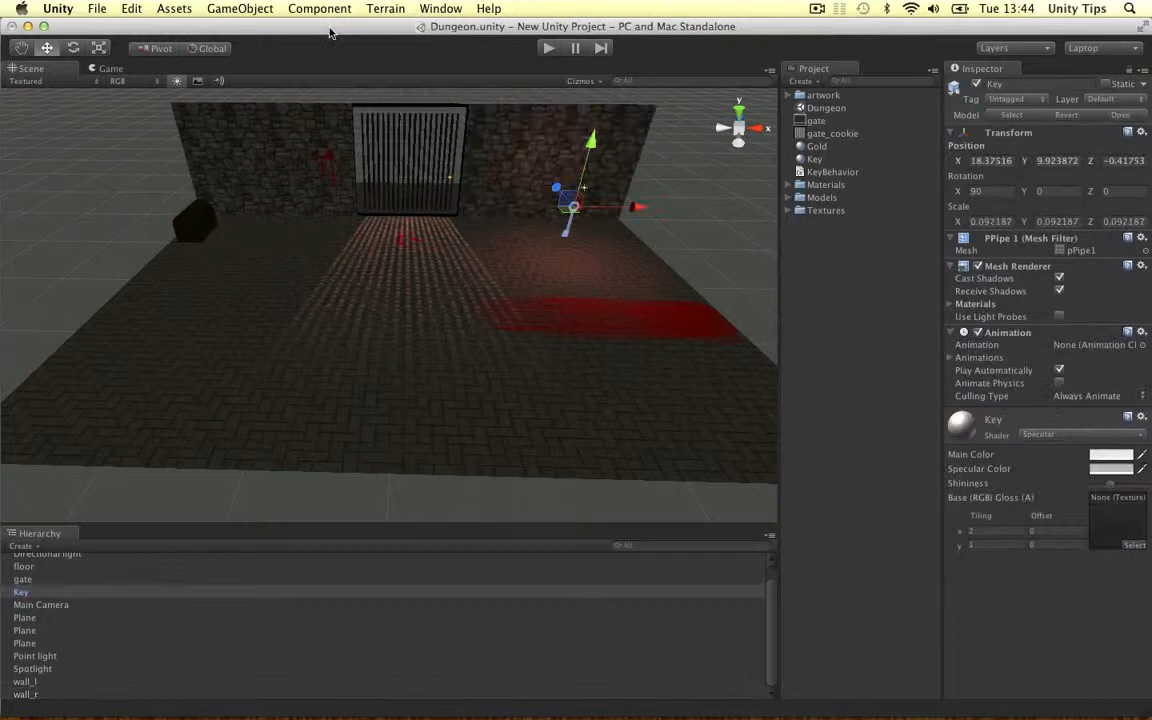 Unity File Edit Assets GameObject Component Terrain Window Help Tue 13:44 Unity Tips
Dungeon.unity - New Unity Project - PC and Mac Standalone
Pivot Global Layers Laptop
Scene Game
Textured RGB Gizmos All
y
x
Project
Create All
artwork
Dungeon
gate
gate_cookie
Gold
Key
KeyBehavior
Materials
Models
Textures
Inspector
Key Static
Tag Untagged Layer Default
Model Select Revert Open
Transform
Position
X 18.37516 Y 9.923872 Z -0.41753
Rotation
X 90 Y 0 Z 0
Scale
X 0.092187 Y 0.092187 Z 0.092187
PPipe 1 (Mesh Filter)
Mesh pPipe1
Mesh Renderer
Cast Shadows
Receive Shadows
Materials
Use Light Probes
Animation
Animation None (Animation Cl
Animations
Play Automatically
Animate Physics
Culling Type Always Animate
Key
Shader Specular
Main Color
Specular Color
Shininess
Base (RGB) Gloss (A) None (Texture)
Tiling Offset
x 2 0
y 1 0
Select
Hierarchy
Create All
Directional light
floor
gate
Key
Main Camera
Plane
Plane
Plane
Point light
Spotlight
wall_l
wall_r